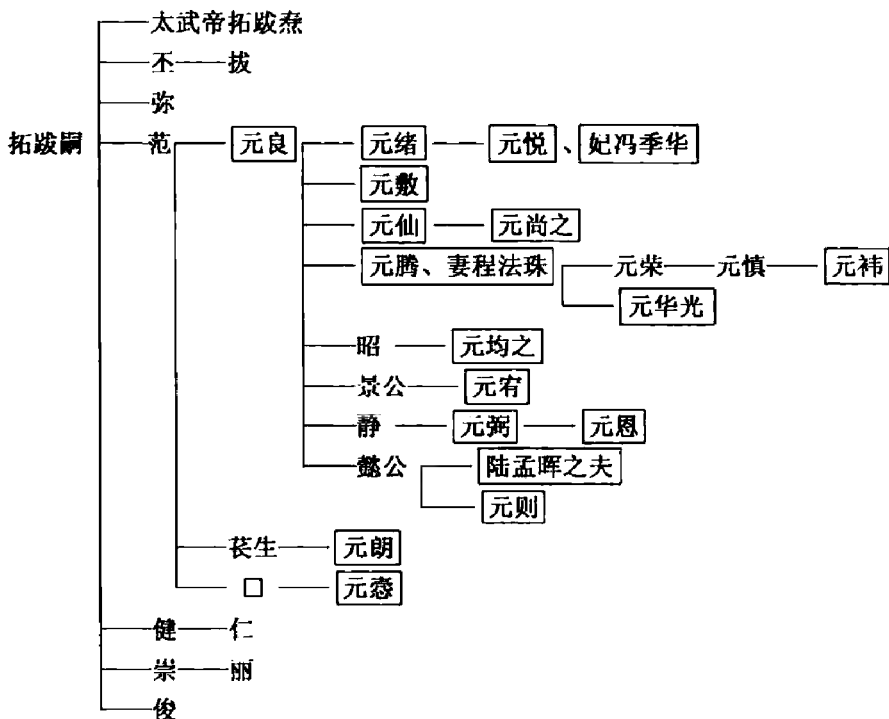 太武帝拓跋焘
丕 拔
弥
拓跋嗣 范 元良 元绪 元悦、妃冯季华
元敷
元仙 元尚之
元腾、妻程法珠 元荣 元慎 元祎
元华光
昭 元均之
景公 元宥
静 元弼 元恩
懿公 陆孟晖之夫
元则
苌生 元朗
□ 元悫
健 仁
崇 丽
俊